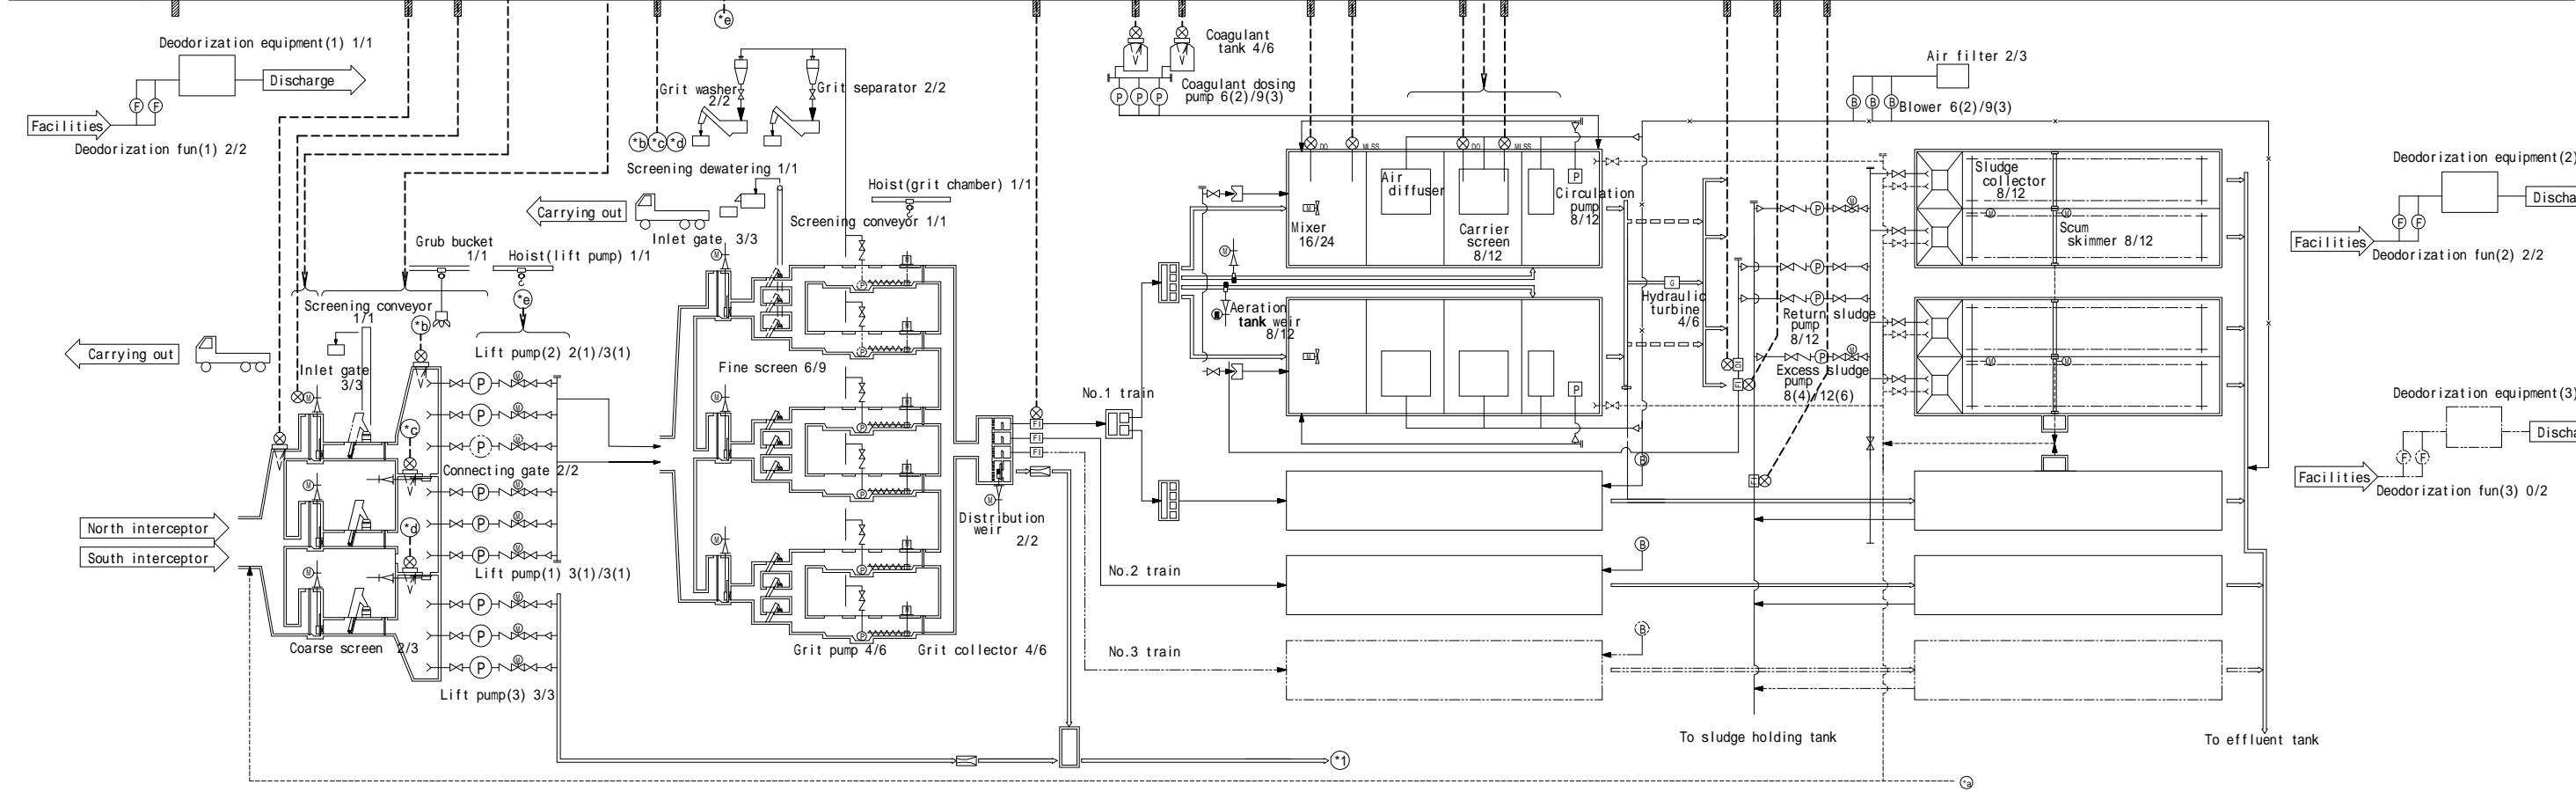 Deodorization equipment(1) 1/1
Discharge
Facilities
Deodorization fun(1) 2/2
*e
Grit washer
2/2
Grit separator 2/2
*b
*c
*d
Screening dewatering 1/1
Carrying out
Hoist(grit chamber) 1/1
Screening conveyor 1/1
Inlet gate 3/3
Grub bucket
1/1
Hoist(lift pump) 1/1
*e
Screening conveyor
1/1
*b
Carrying out
Inlet gate
3/3
Lift pump(2) 2(1)/3(1)
*c
Connecting gate 2/2
*d
North interceptor
South interceptor
Lift pump(1) 3(1)/3(1)
Coarse screen 2/3
Lift pump(3) 3/3
Fine screen 6/9
Grit pump 4/6
Grit collector 4/6
Distribution
weir
2/2
No.1 train
No.2 train
No.3 train
*1
Coagulant
tank 4/6
Coagulant dosing
pump 6(2)/9(3)
DO
MLSS
DO
MLSS
Air
diffuser
Circulation
pump
8/12
Mixer
16/24
Carrier
screen
8/12
Aeration
tank weir
8/12
Hydraulic
turbine
4/6
Air filter 2/3
Blower 6(2)/9(3)
Sludge
collector
8/12
Scum
skimmer 8/12
Return sludge
pump
8/12
Excess sludge
pump
8(4)/12(6)
To sludge holding tank
To effluent tank
*a
Deodorization equipment(2)
Discha
Facilities
Deodorization fun(2) 2/2
Deodorization equipment(3)
Discha
Facilities
Deodorization fun(3) 0/2